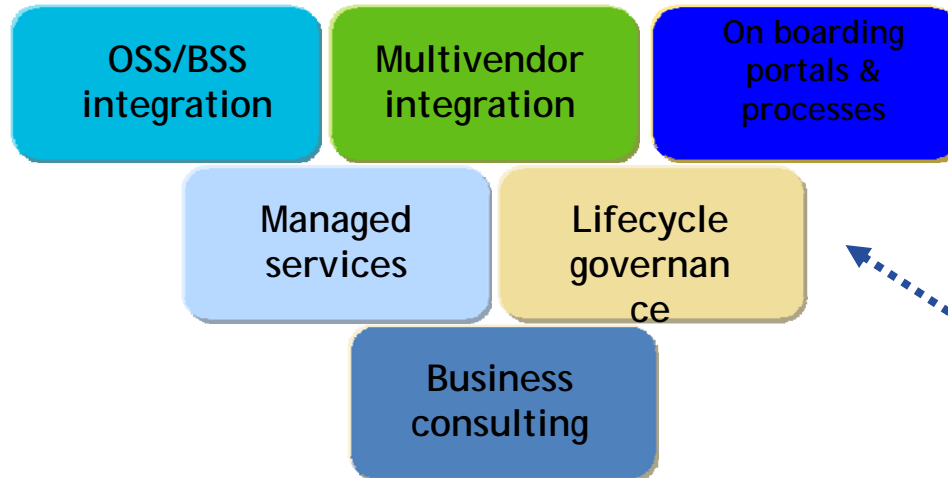 OSS/BSS
integration
Multivendor
integration
On boarding
portals &
processes
Managed
services
Lifecycle
governan
ce
Business
consulting